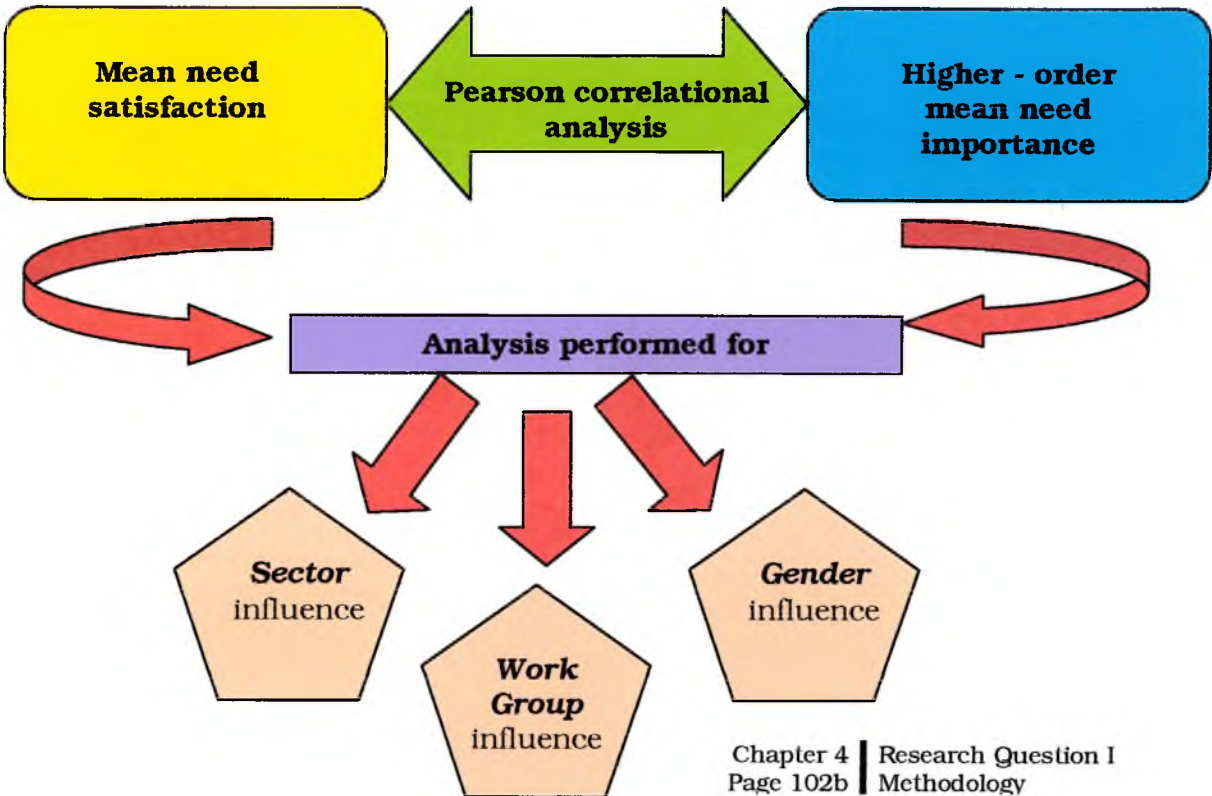 Mean need
satisfaction
Pearson correlational
analysis
Higher - order
mean need
importance
Analysis performed for
Sector
influence
Work
Group
influence
Gender
influence
Chapter 4 | Research Question I
Page 102b | Methodology